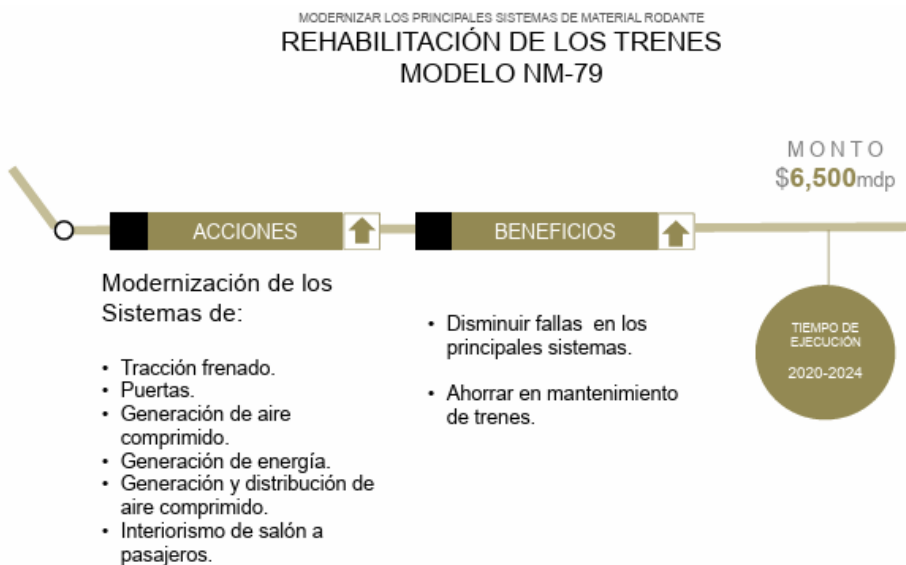 MODERNIZAR LOS PRINCIPALES SISTEMAS DE MATERIAL RODANTE
REHABILITACIÓN DE LOS TRENES
MODELO NM-79
MONTO
$6,500mdp
ACCIONES
BENEFICIOS
Modernización de los
Sistemas de:
• Tracción frenado.
• Puertas.
• Generación de aire
comprimido.
• Generación de energía.
• Generación y distribución de
aire comprimido.
• Interiorismo de salón a
pasajeros.
• Disminuir fallas en los
principales sistemas.
• Ahorrar en mantenimiento
de trenes.
TIEMPO DE
EJECUCIÓN
2020-2024